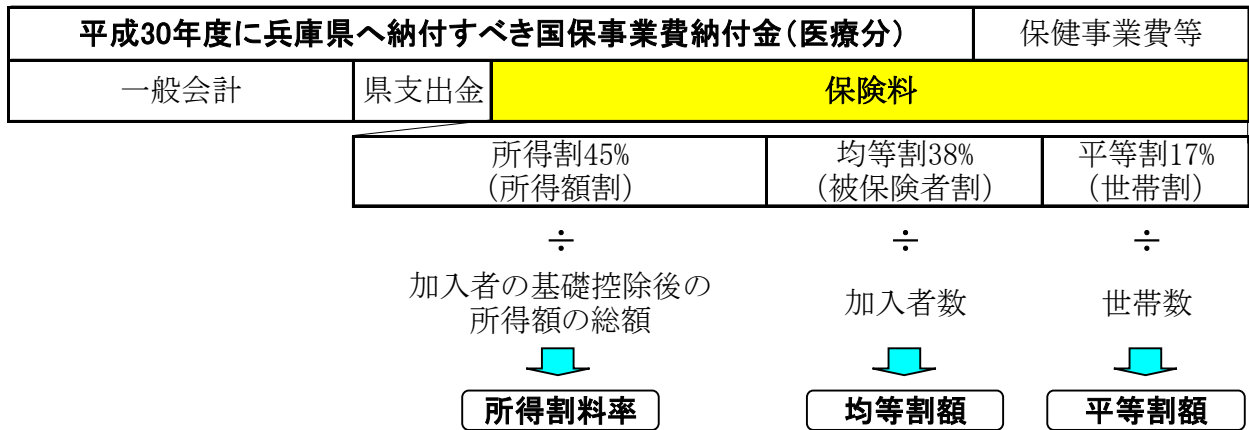 平成30年度に兵庫県へ納付すべき国保事業費納付金(医療分)
保健事業費等
一般会計
県支出金
保険料
所得割45%
(所得額割)
均等割38%
(被保険者割)
平等割17%
(世帯割)
÷
÷
÷
加入者の基礎控除後の
所得額の総額
加入者数
世帯数
所得割料率
均等割額
平等割額